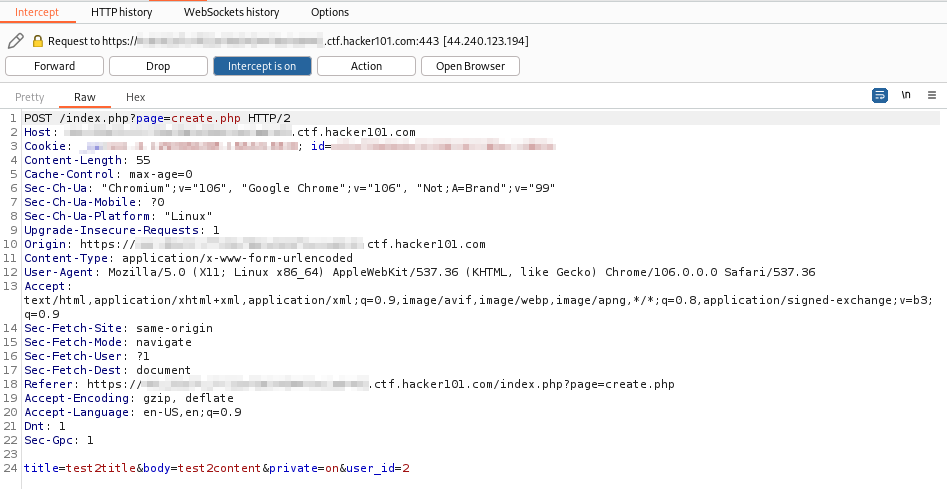 Intercept HTTP history WebSockets history Options
Request to https:// .ctf.hacker101.com:443 [44.240.123.194]
Forward Drop Intercept is on Action Open Browser
Pretty Raw Hex \n
1 POST /index.php?page=create.php HTTP/2
2 Host: .ctf.hacker101.com
3 Cookie: ; id=
4 Content-Length: 55
5 Cache-Control: max-age=0
6 Sec-Ch-Ua: "Chromium";v="106", "Google Chrome";v="106", "Not;A=Brand";v="99"
7 Sec-Ch-Ua-Mobile: ?0
8 Sec-Ch-Ua-Platform: "Linux"
9 Upgrade-Insecure-Requests: 1
10 Origin: https:// .ctf.hacker101.com
11 Content-Type: application/x-www-form-urlencoded
12 User-Agent: Mozilla/5.0 (X11; Linux x86_64) AppleWebKit/537.36 (KHTML, like Gecko) Chrome/106.0.0.0 Safari/537.36
13 Accept:
text/html,application/xhtml+xml,application/xml;q=0.9,image/avif,image/webp,image/apng,*/*;q=0.8,application/signed-exchange;v=b3;
q=0.9
14 Sec-Fetch-Site: same-origin
15 Sec-Fetch-Mode: navigate
16 Sec-Fetch-User: ?1
17 Sec-Fetch-Dest: document
18 Referer: https:// .ctf.hacker101.com/index.php?page=create.php
19 Accept-Encoding: gzip, deflate
20 Accept-Language: en-US,en;q=0.9
21 Dnt: 1
22 Sec-Gpc: 1
23
24 title=test2title&body=test2content&private=on&user_id=2